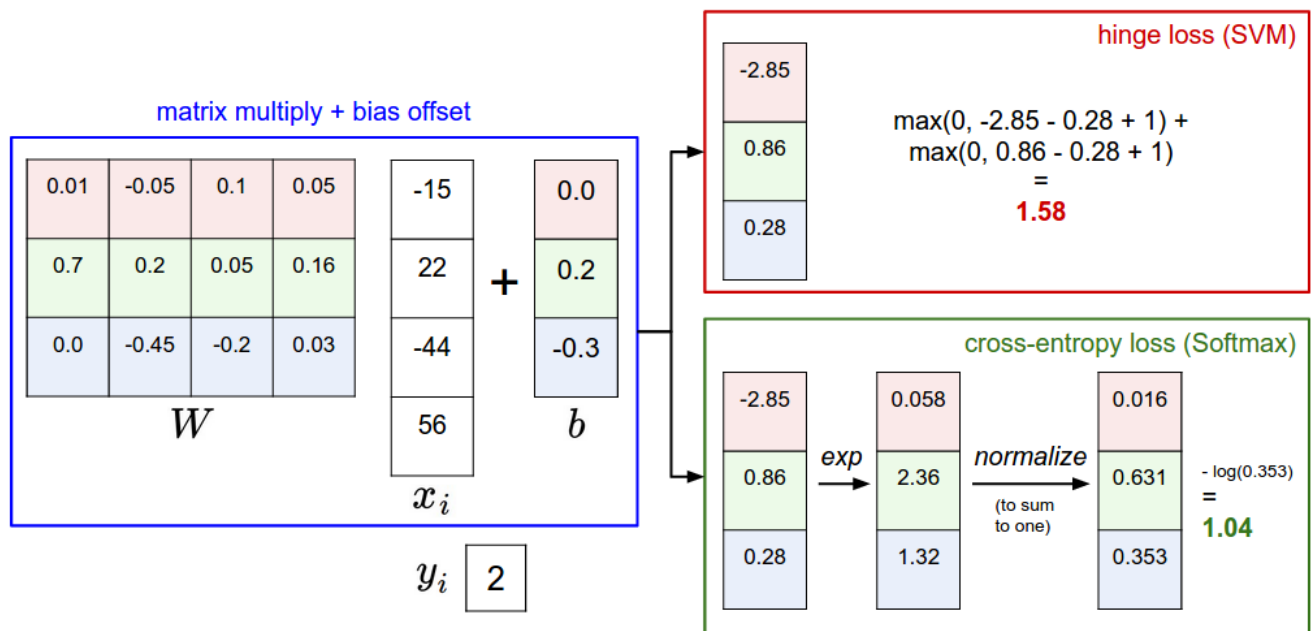 matrix multiply + bias offset
0.01 -0.05 0.1 0.05
0.7 0.2 0.05 0.16
0.0 -0.45 -0.2 0.03
W
-15
22
-44
56
x_i
+
0.0
0.2
-0.3
b
y_i 2
hinge loss (SVM)
-2.85
0.86
0.28
max(0, -2.85 - 0.28 + 1) +
max(0, 0.86 - 0.28 + 1)
=
1.58
cross-entropy loss (Softmax)
-2.85
0.86
0.28
exp
0.058
2.36
1.32
normalize
(to sum
to one)
0.016
0.631
0.353
- log(0.353)
=
1.04